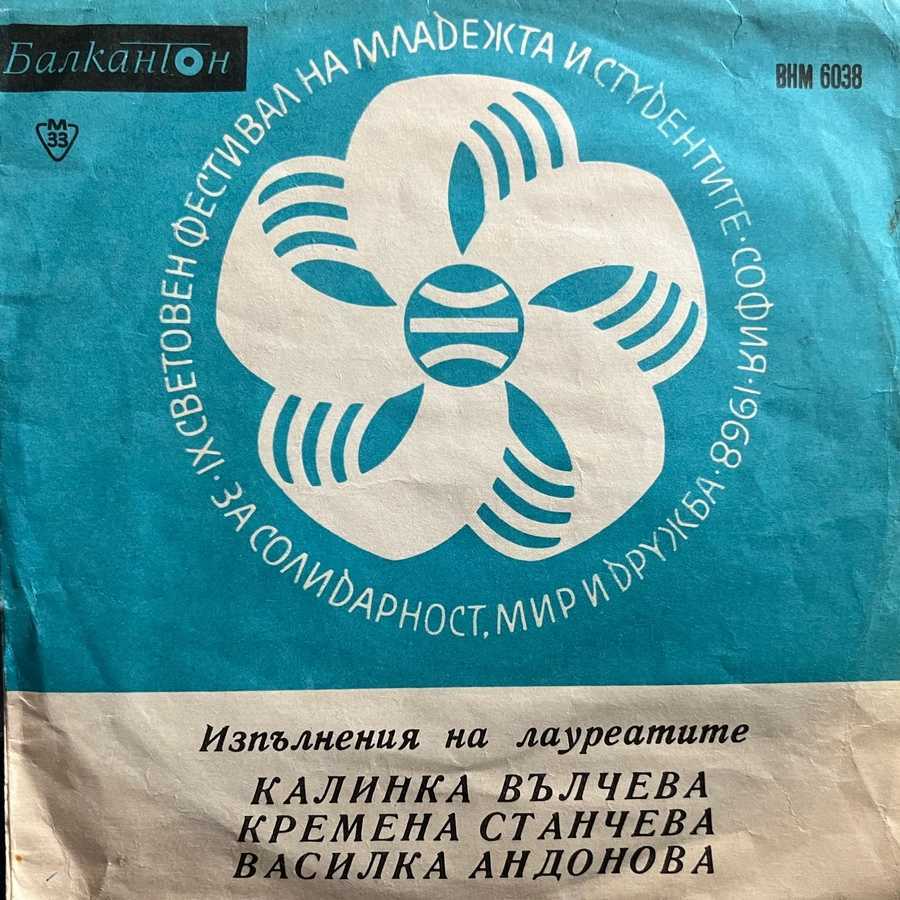 Балкантон
ВНМ 6038
М
33
IX СВЕТОВЕН ФЕСТИВАЛ НА МЛАДЕЖТА И СТУДЕНТИТЕ · СОФИЯ · 1968 ·
ЗА СОЛИДАРНОСТ, МИР И ДРУЖБА ·
Изпълнения на лауреатите
КАЛИНКА ВЪЛЧЕВА
КРЕМЕНА СТАНЧЕВА
ВАСИЛКА АНДОНОВА